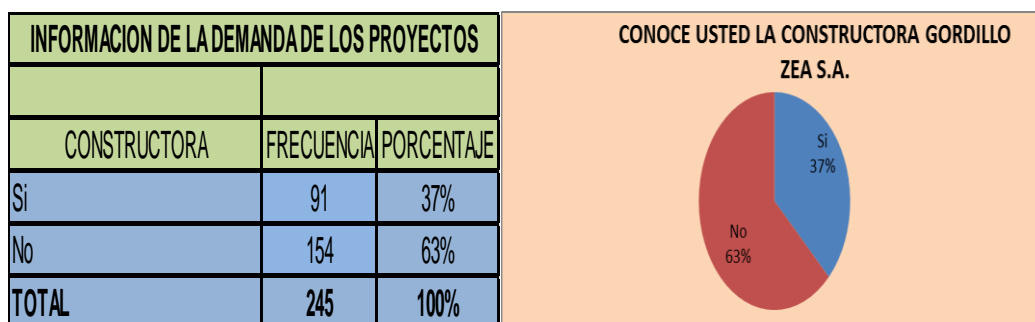 INFORMACION DE LA DEMANDA DE LOS PROYECTOS
CONSTRUCTORA FRECUENCIA PORCENTAJE
Si 91 37%
No 154 63%
TOTAL 245 100%
CONOCE USTED LA CONSTRUCTORA GORDILLO
ZEA S.A.
Si
37%
No
63%